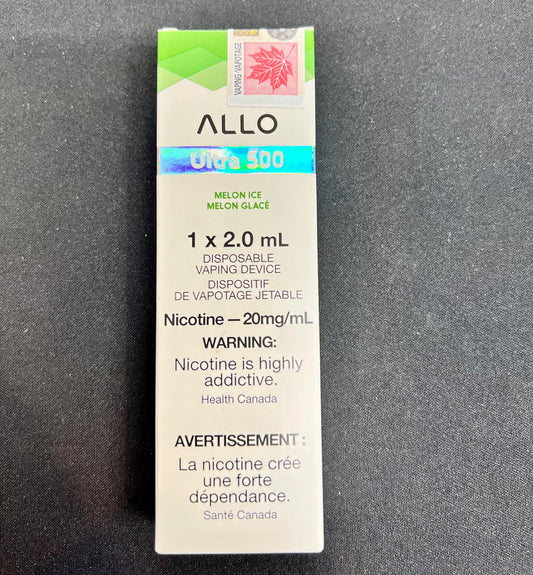 VAPING-VAPOTAGE
ALLO
Ultra 500
MELON ICE
MELON GLACÉ
1 x 2.0 mL
DISPOSABLE
VAPING DEVICE
DISPOSITIF
DE VAPOTAGE JETABLE
Nicotine — 20mg/mL
WARNING:
Nicotine is highly
addictive.
Health Canada
AVERTISSEMENT :
La nicotine crée
une forte
dépendance.
Santé Canada